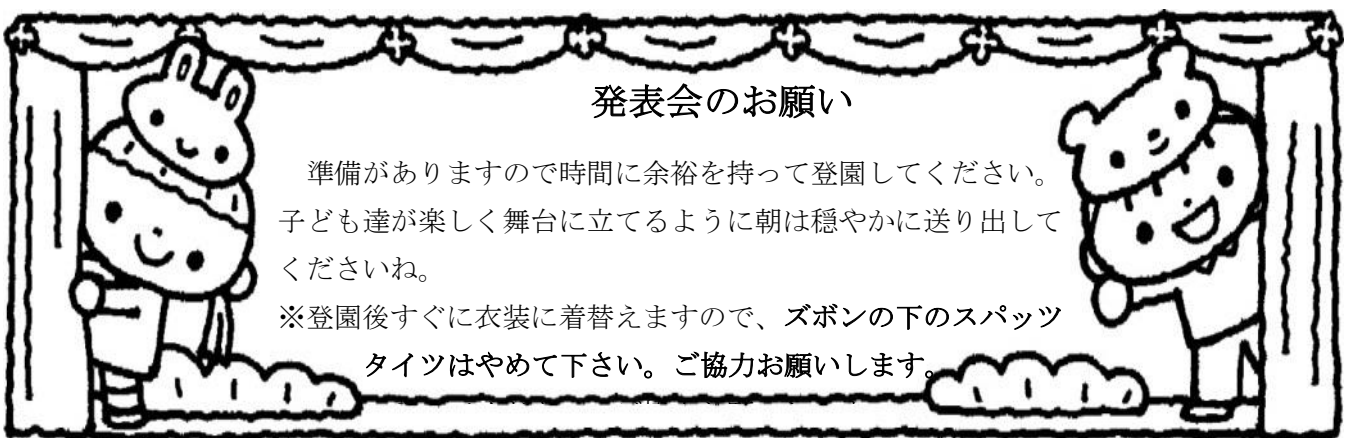 発表会のお願い
準備がありますので時間に余裕を持って登園してください。
子ども達が楽しく舞台に立てるように朝は穏やかに送り出して
くださいね。
※登園後すぐに衣装に着替えますので、ズボンの下のスパッツ
タイツはやめて下さい。ご協力お願いします。